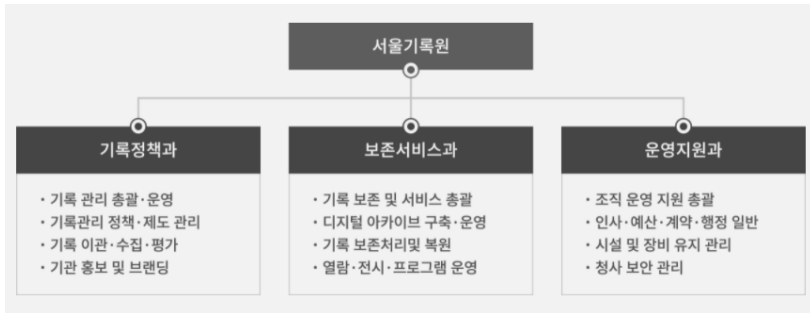 서울기록원
기록정책과
· 기록 관리 총괄·운영
· 기록관리 정책·제도 관리
· 기록 이관·수집·평가
· 기관 홍보 및 브랜딩
보존서비스과
· 기록 보존 및 서비스 총괄
· 디지털 아카이브 구축·운영
· 기록 보존처리및 복원
· 열람·전시·프로그램 운영
운영지원과
· 조직 운영 지원 총괄
· 인사·예산·계약·행정 일반
· 시설 및 장비 유지 관리
· 청사 보안 관리